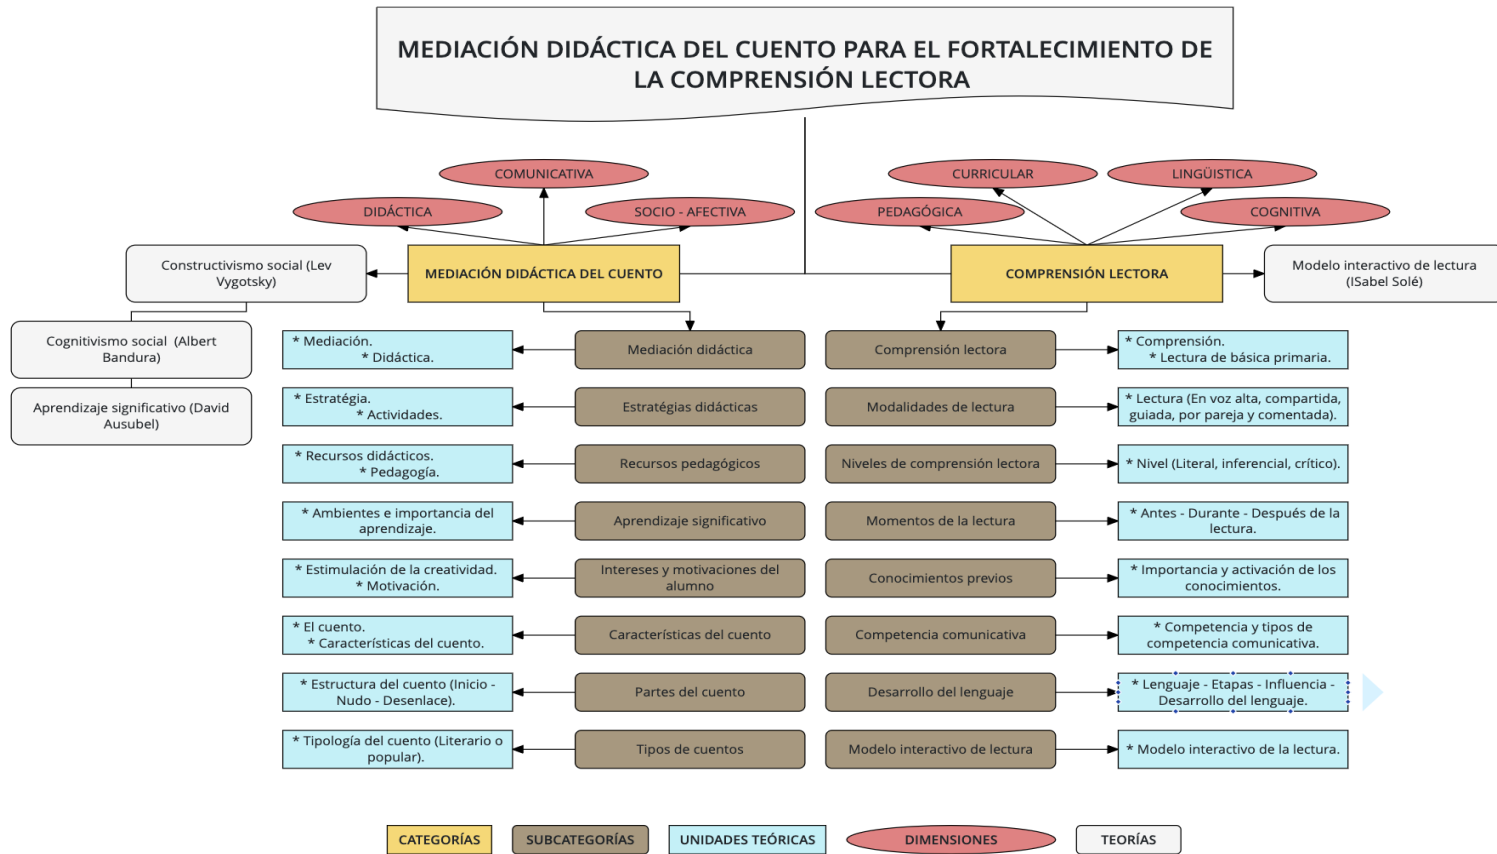 MEDIACIÓN DIDÁCTICA DEL CUENTO PARA EL FORTALECIMIENTO DE
LA COMPRENSIÓN LECTORA
COMUNICATIVA
DIDÁCTICA
SOCIO - AFECTIVA
CURRICULAR
LINGÜISTICA
PEDAGÓGICA
COGNITIVA
Constructivismo social (Lev
Vygotsky)
MEDIACIÓN DIDÁCTICA DEL CUENTO
COMPRENSIÓN LECTORA
Modelo interactivo de lectura
(ISabel Solé)
Cognitivismo social (Albert
Bandura)
Aprendizaje significativo (David
Ausubel)
* Mediación.
* Didáctica.
Mediación didáctica
Comprensión lectora
* Comprensión.
* Lectura de básica primaria.
* Estratégia.
* Actividades.
Estratégias didácticas
Modalidades de lectura
* Lectura (En voz alta, compartida,
guiada, por pareja y comentada).
* Recursos didácticos.
* Pedagogía.
Recursos pedagógicos
Niveles de comprensión lectora
* Nivel (Literal, inferencial, crítico).
* Ambientes e importancia del
aprendizaje.
Aprendizaje significativo
Momentos de la lectura
* Antes - Durante - Después de la
lectura.
* Estimulación de la creatividad.
* Motivación.
Intereses y motivaciones del
alumno
Conocimientos previos
* Importancia y activación de los
conocimientos.
* El cuento.
* Características del cuento.
Características del cuento
Competencia comunicativa
* Competencia y tipos de
competencia comunicativa.
* Estructura del cuento (Inicio -
Nudo - Desenlace).
Partes del cuento
Desarrollo del lenguaje
* Lenguaje - Etapas - Influencia -
Desarrollo del lenguaje.
* Tipología del cuento (Literario o
popular).
Tipos de cuentos
Modelo interactivo de lectura
* Modelo interactivo de la lectura.
CATEGORÍAS
SUBCATEGORÍAS
UNIDADES TEÓRICAS
DIMENSIONES
TEORÍAS